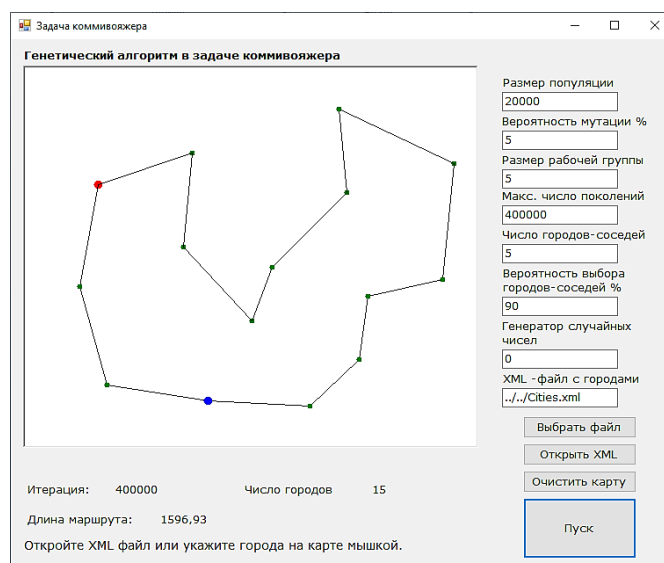 Задача коммивояжера
Генетический алгоритм в задаче коммивояжера
Размер популяции
20000
Вероятность мутации %
5
Размер рабочей группы
5
Макс. число поколений
400000
Число городов-соседей
5
Вероятность выбора
городов-соседей %
90
Генератор случайных
чисел
0
XML -файл с городами
../../Cities.xml
Выбрать файл
Открыть XML
Очистить карту
Пуск
Итерация: 400000 Число городов 15
Длина маршрута: 1596,93
Откройте XML файл или укажите города на карте мышкой.